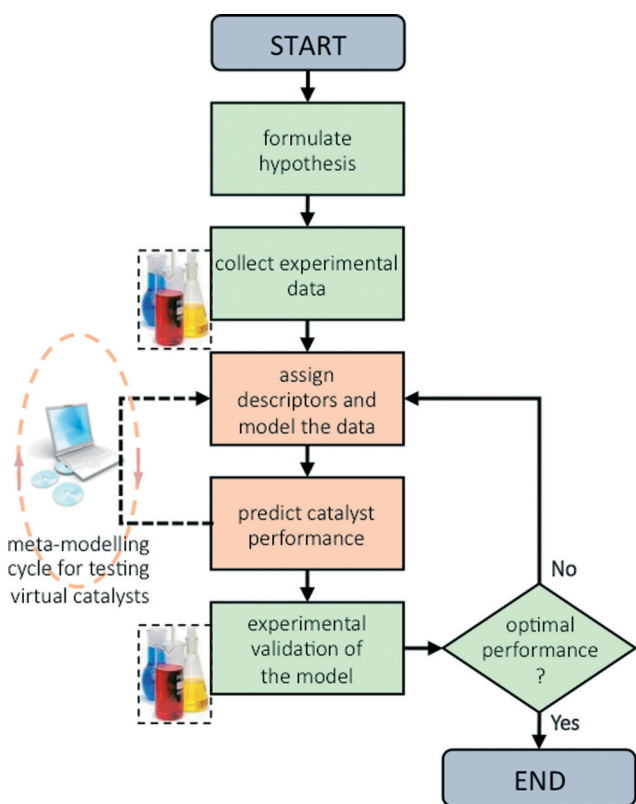 START
formulate
hypothesis
collect experimental
data
assign
descriptors and
model the data
predict catalyst
performance
meta-modelling
cycle for testing
virtual catalysts
experimental
validation of
the model
No
optimal
performance
?
Yes
END